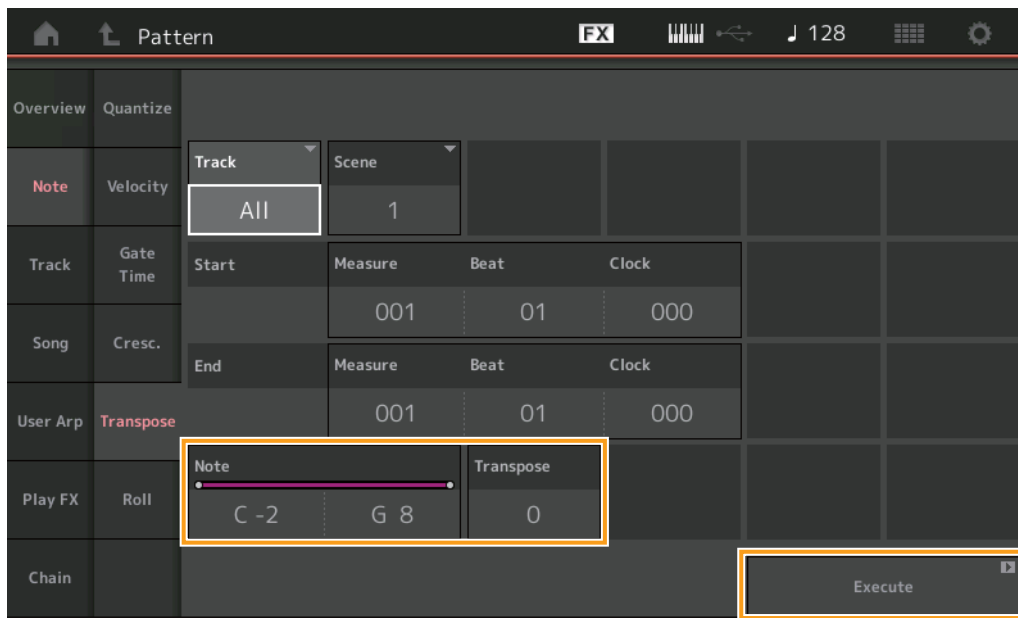 Pattern FX ♩ 128
Overview Quantize
Track Scene
Note Velocity
All 1
Track Gate Time Start Measure Beat Clock
001 01 000
Song Cresc.
End Measure Beat Clock
User Arp Transpose 001 01 000
Note Transpose
Play FX Roll C -2 G 8 0
Chain Execute